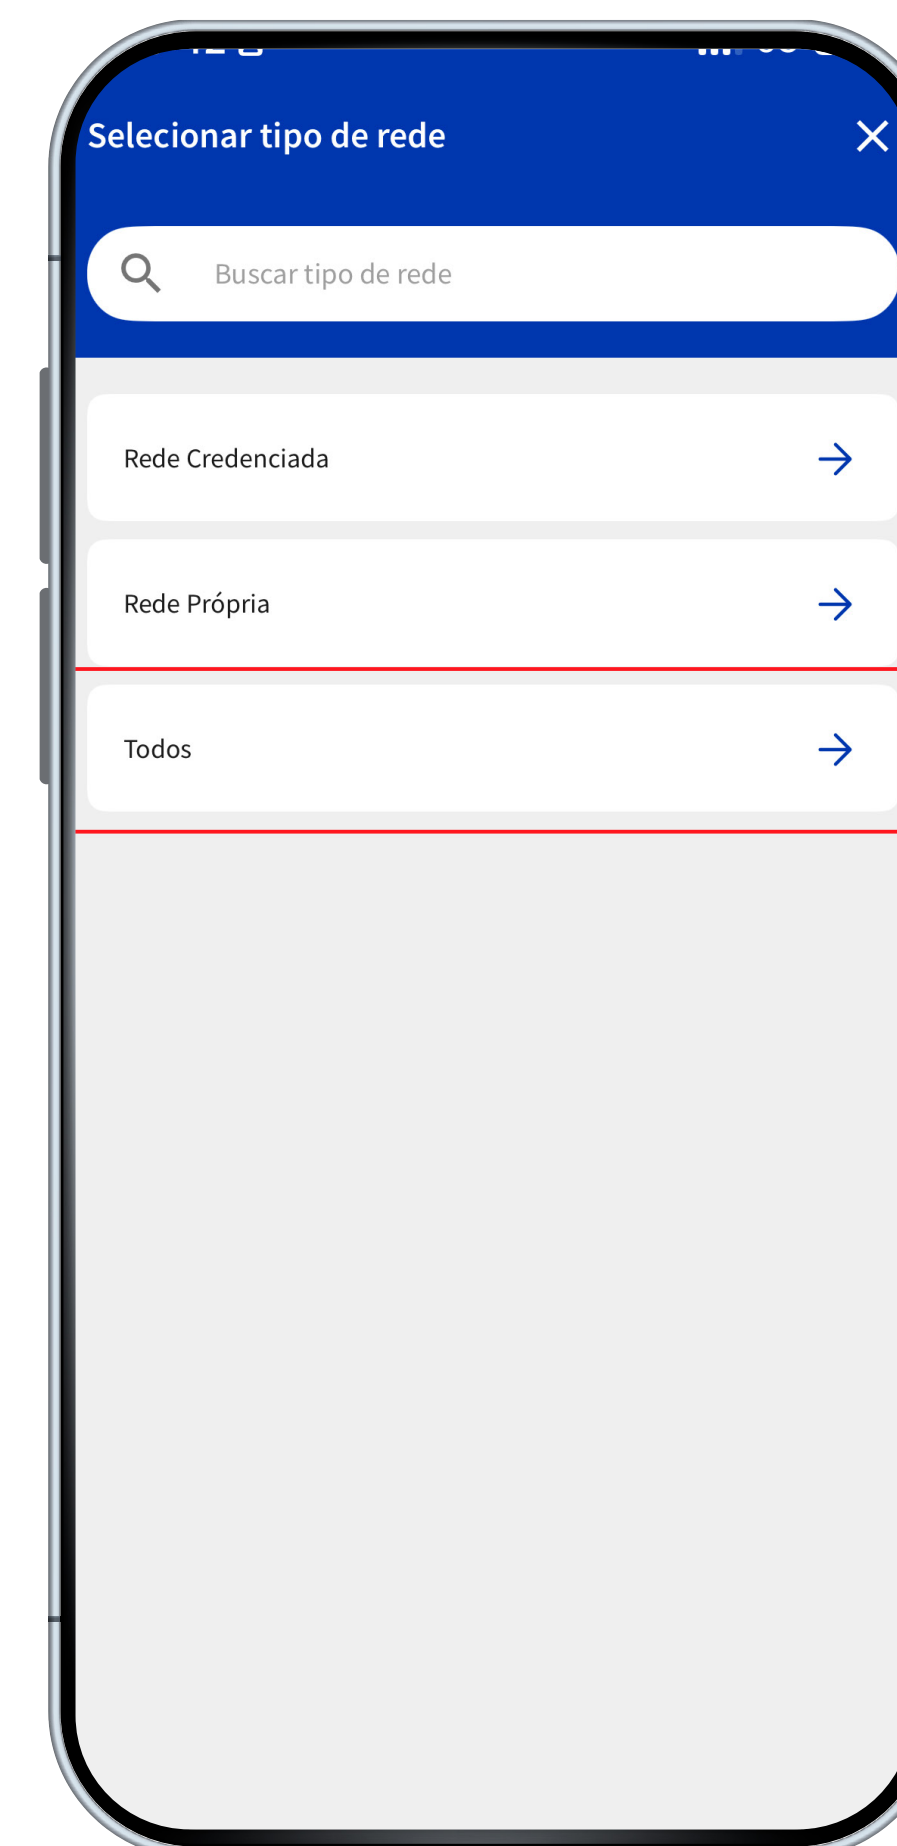 Selecionar tipo de rede
Buscar tipo de rede
Rede Credenciada
Rede Própria
Todos